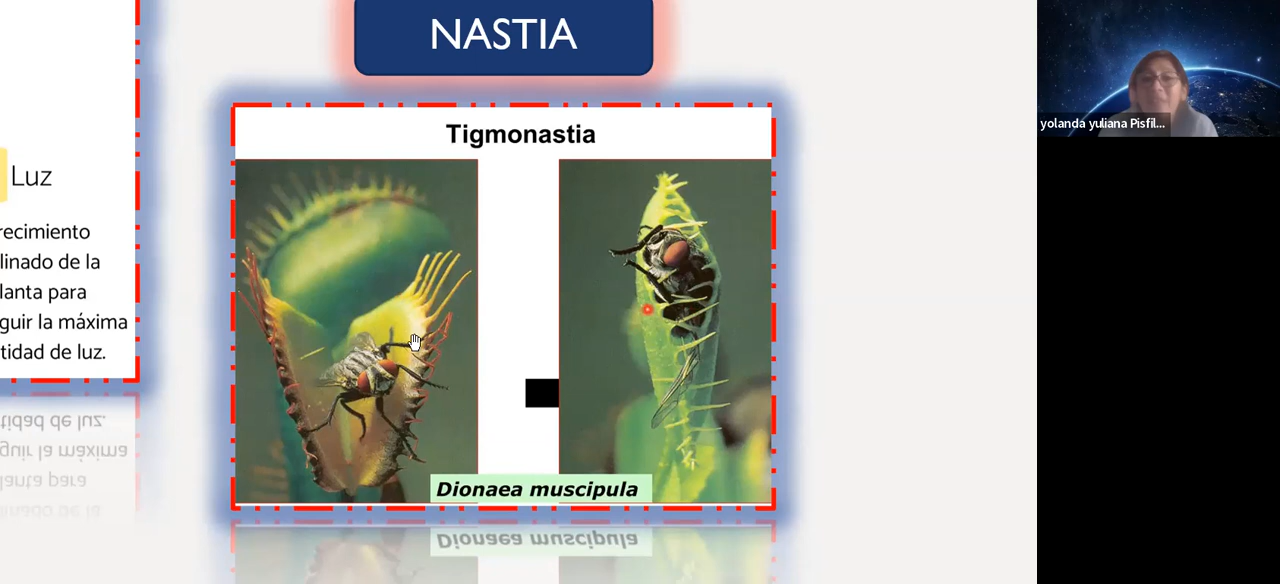 NASTIA
Tigmonastia
Luz
recimiento
linado de la
lanta para
guir la máxima
tidad de luz.
Dionaea muscipula
yolanda yuliana Pisfil...